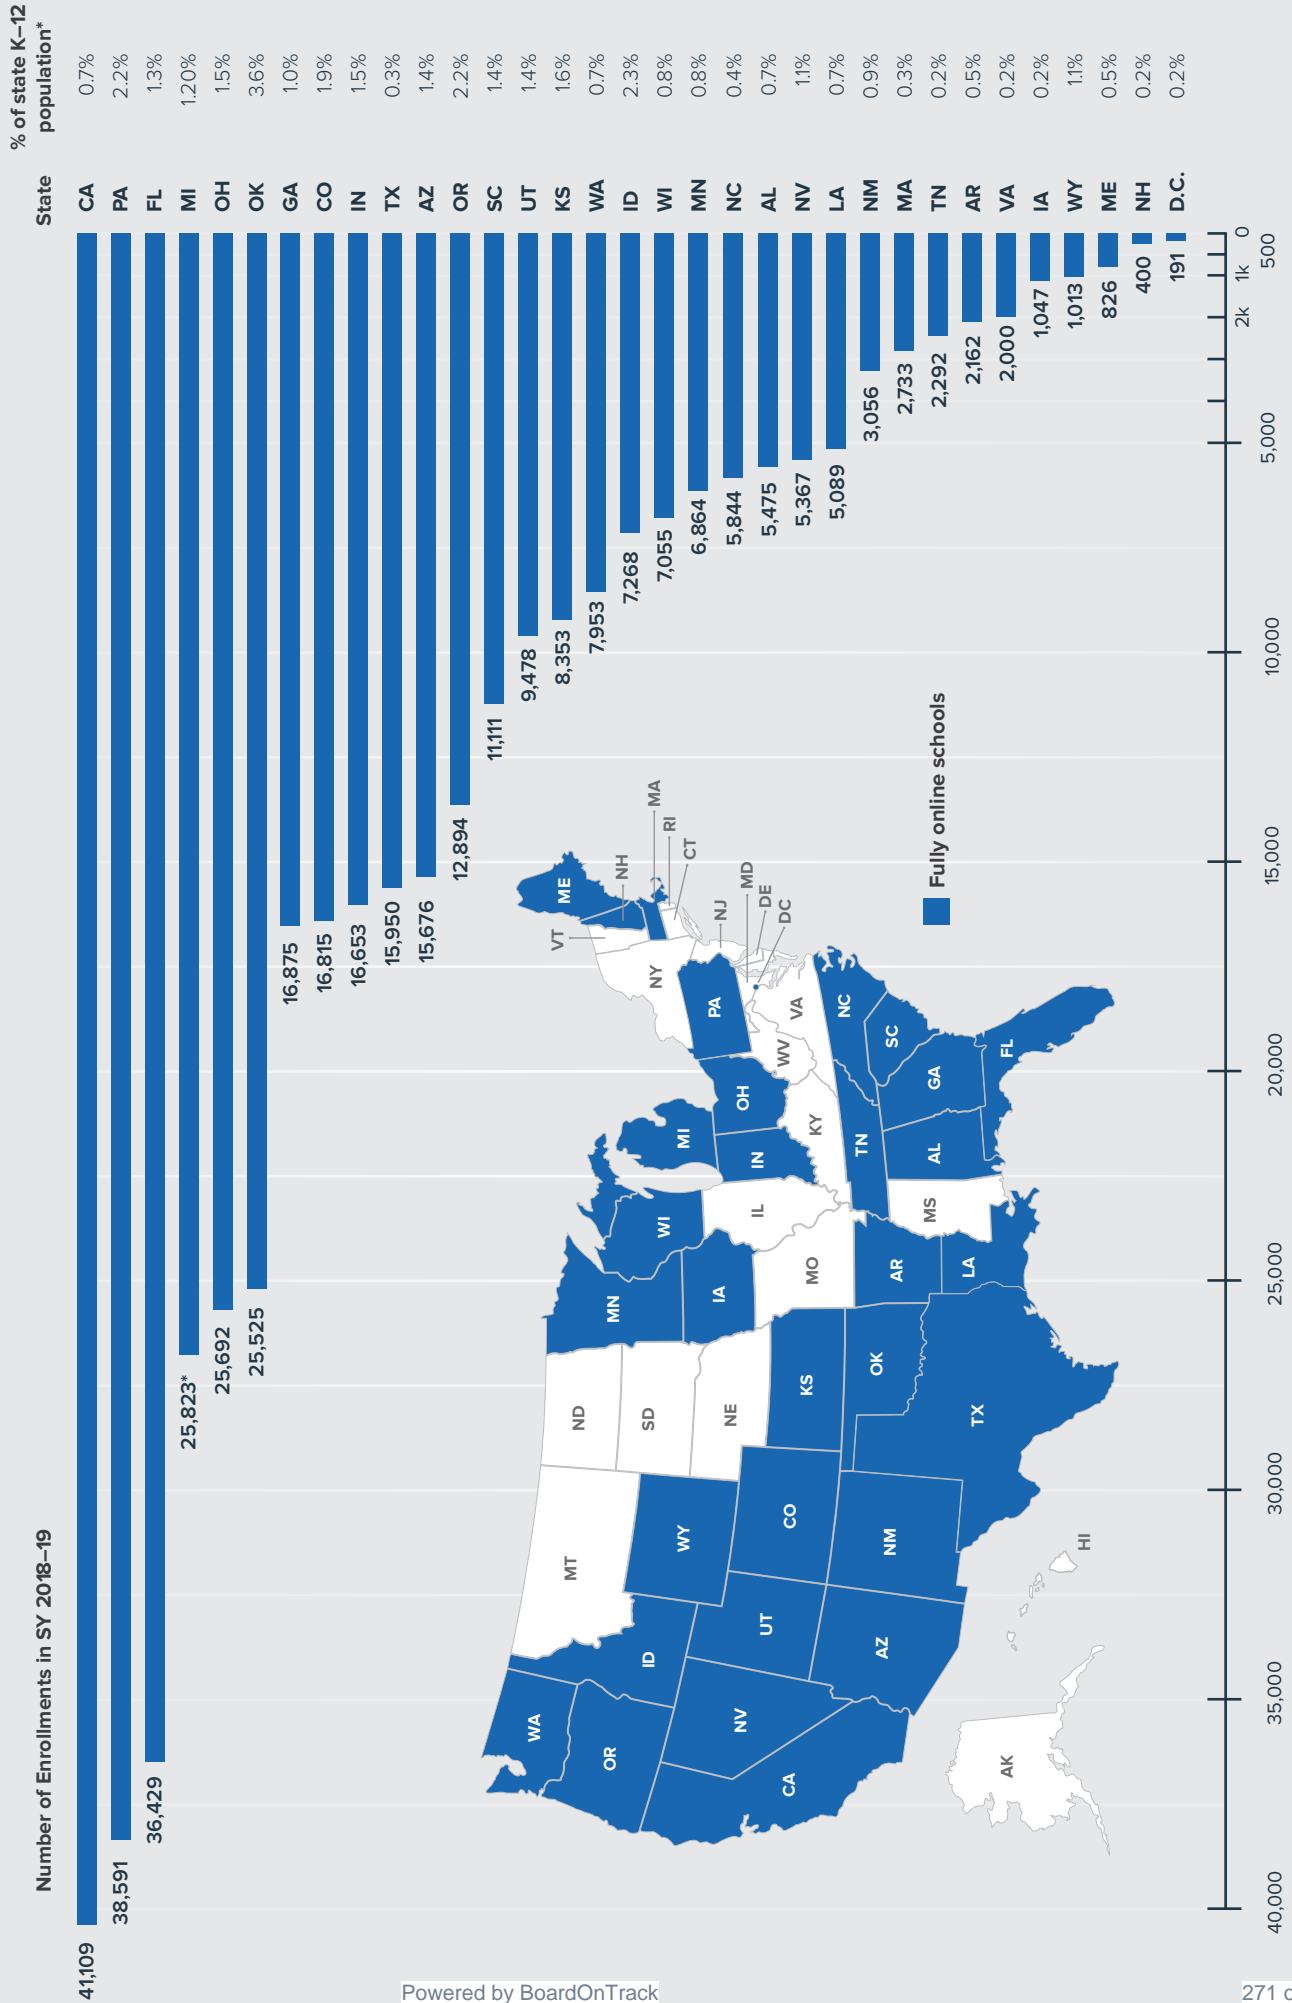 Number of Enrollments in SY 2018–19
State
% of state K–12
population*
41,109 CA 0.7%
38,591 PA 2.2%
36,429 FL 1.3%
25,823* MI 1.20%
25,692 OH 1.5%
25,525 OK 3.6%
16,875 GA 1.0%
16,815 CO 1.9%
16,653 IN 1.5%
15,950 TX 0.3%
15,676 AZ 1.4%
12,894 OR 2.2%
11,111 SC 1.4%
9,478 UT 1.4%
8,353 KS 1.6%
7,953 WA 0.7%
7,268 ID 2.3%
7,055 WI 0.8%
6,864 MN 0.8%
5,844 NC 0.4%
5,475 AL 0.7%
5,367 NV 1.1%
5,089 LA 0.7%
3,056 NM 0.9%
2,733 MA 0.3%
2,292 TN 0.2%
2,162 AR 0.5%
2,000 VA 0.2%
1,047 IA 0.2%
1,013 WY 1.1%
826 ME 0.5%
400 NH 0.2%
191 D.C. 0.2%
40,000
35,000
30,000
25,000
20,000
15,000
10,000
5,000
2k
1k
500
0
WA
OR
CA
NV
ID
MT
WY
UT
AZ
CO
NM
ND
SD
NE
KS
OK
TX
MN
IA
MO
AR
LA
WI
IL
MS
MI
IN
OH
KY
TN
AL
GA
FL
SC
NC
VA
WV
PA
NY
VT
ME
NH
MA
RI
CT
NJ
MD
DE
DC
AK
HI
Fully online schools
Powered by BoardOnTrack
271